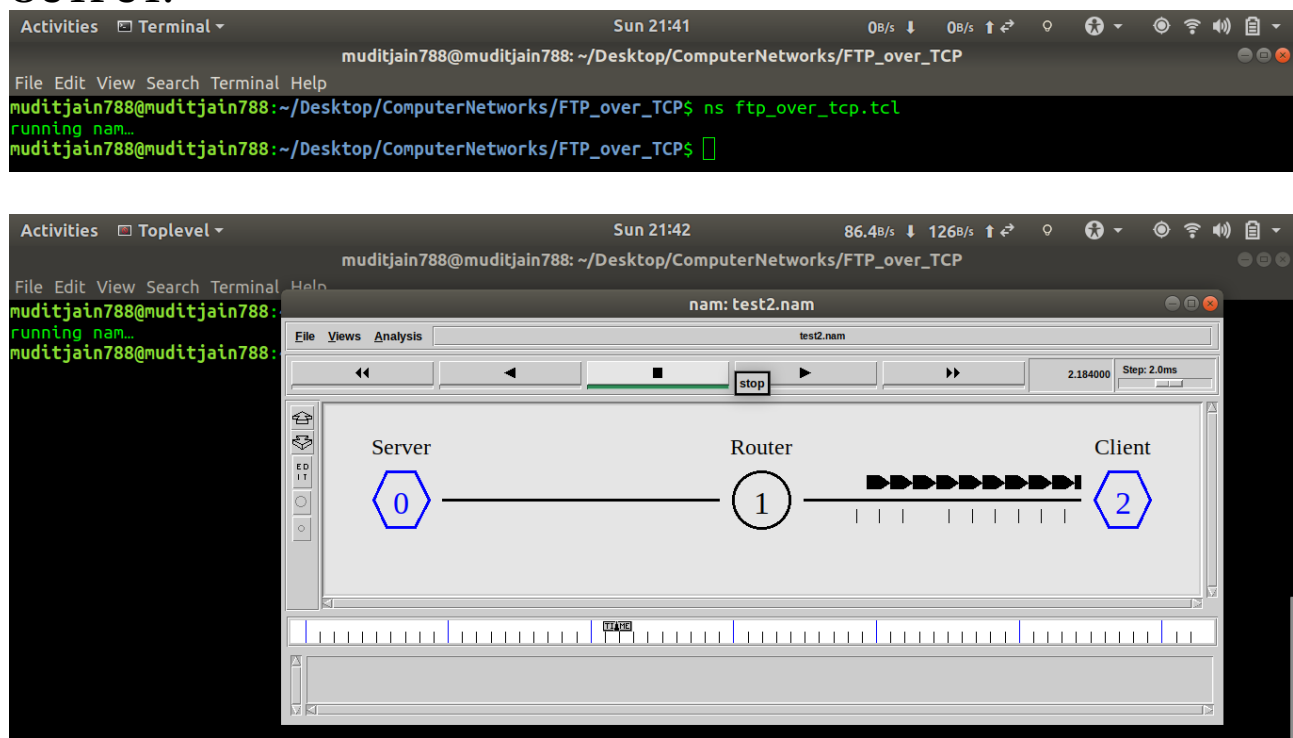 OUTPUT:
Activities Terminal Sun 21:41 0B/s 0B/s
muditjain788@muditjain788: ~/Desktop/ComputerNetworks/FTP_over_TCP
File Edit View Search Terminal Help
muditjain788@muditjain788:~/Desktop/ComputerNetworks/FTP_over_TCP$ ns ftp_over_tcp.tcl
running nam…
muditjain788@muditjain788:~/Desktop/ComputerNetworks/FTP_over_TCP$
Activities Toplevel Sun 21:42 86.4B/s 126B/s
muditjain788@muditjain788: ~/Desktop/ComputerNetworks/FTP_over_TCP
File Edit View Search Terminal Help
muditjain788@muditjain788:
running nam…
muditjain788@muditjain788:
nam: test2.nam
File Views Analysis test2.nam
stop 2.184000 Step: 2.0ms
ED
IT
Server Router Client
0 1 2
TIME